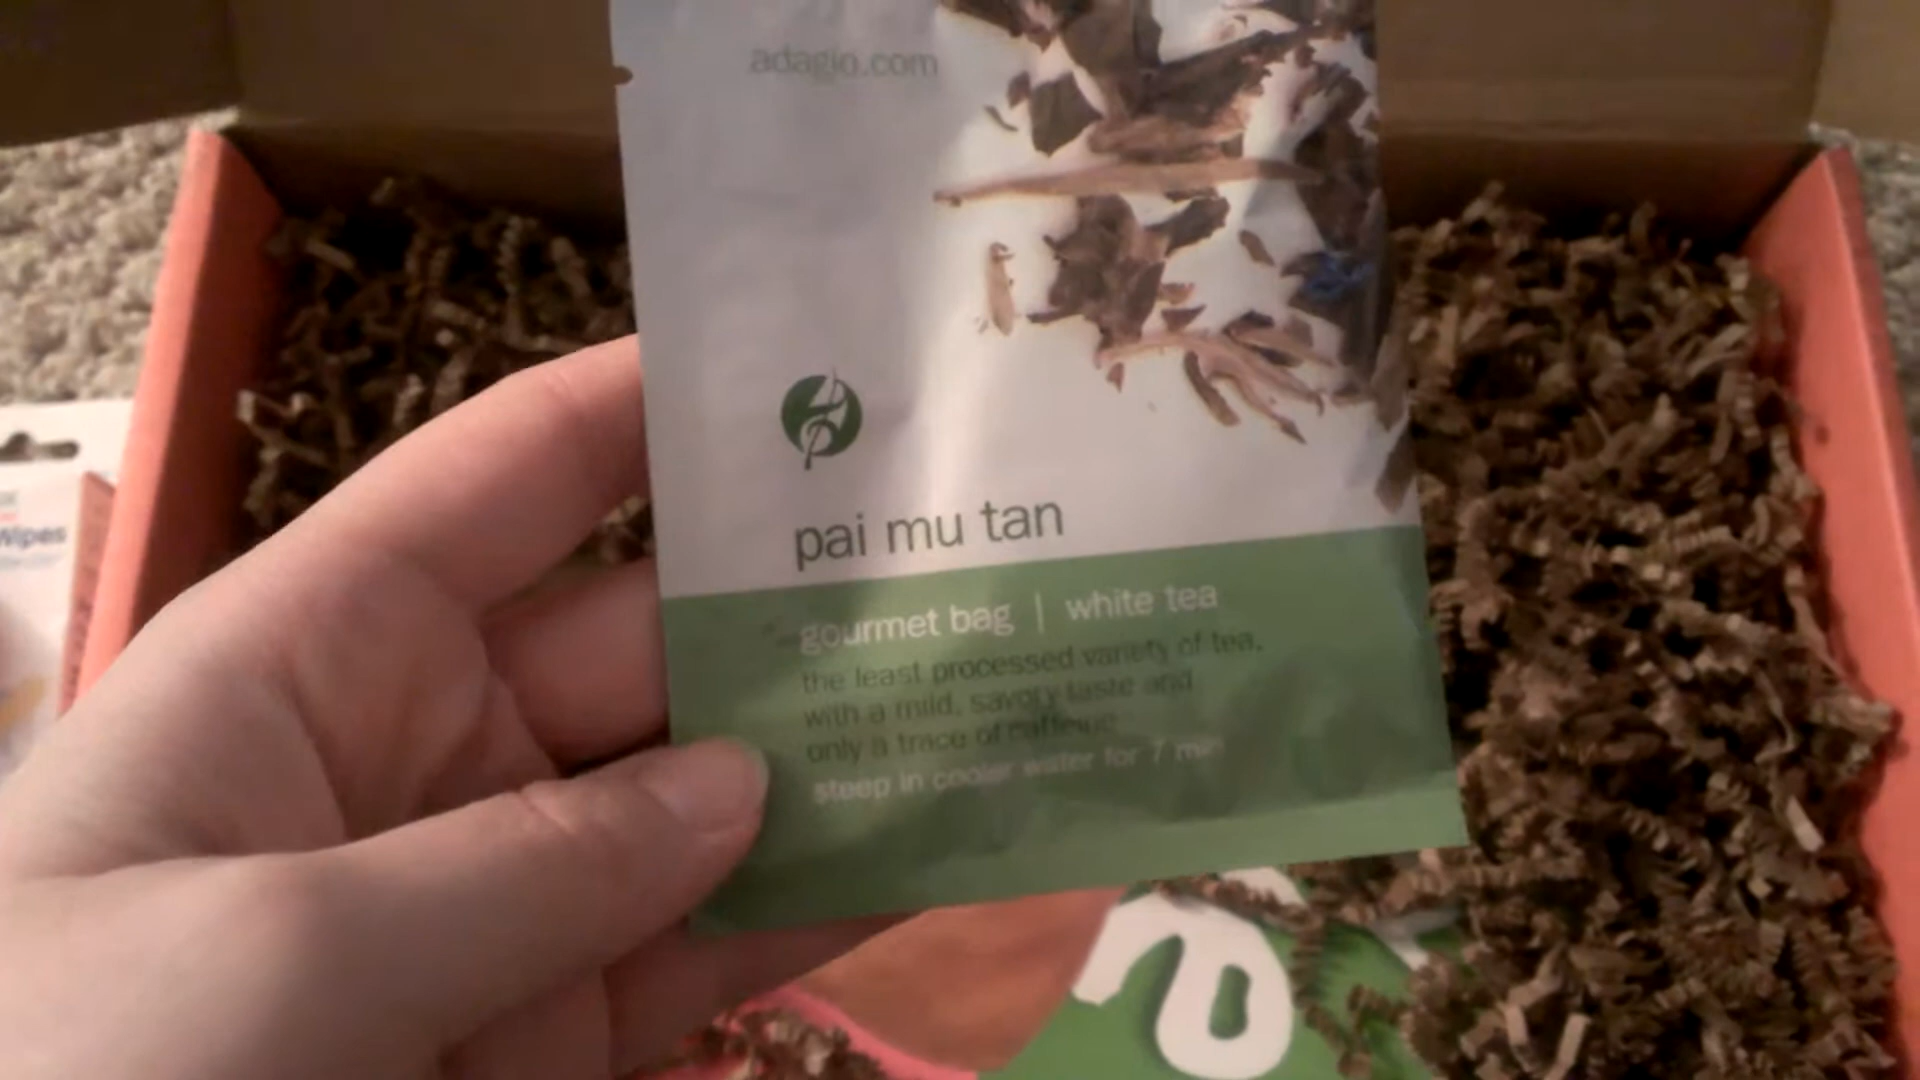 adagio.com
pai mu tan
gourmet bag | white tea
the least processed variety of tea,
with a mild, savory taste and
only a trace of caffeine
steep in cooler water for 7 min
Wipes